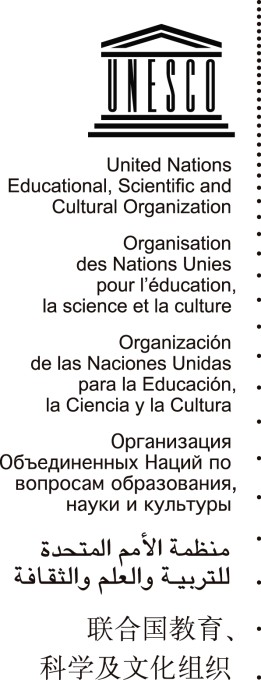 UNESCO
United Nations
Educational, Scientific and
Cultural Organization
Organisation
des Nations Unies
pour l'éducation,
la science et la culture
Organización
de las Naciones Unidas
para la Educación,
la Ciencia y la Cultura
Организация
Объединенных Наций по
вопросам образования,
науки и культуры
منظمة الأمم المتحدة
للتربية والعلم والثقافة
联合国教育、
科学及文化组织